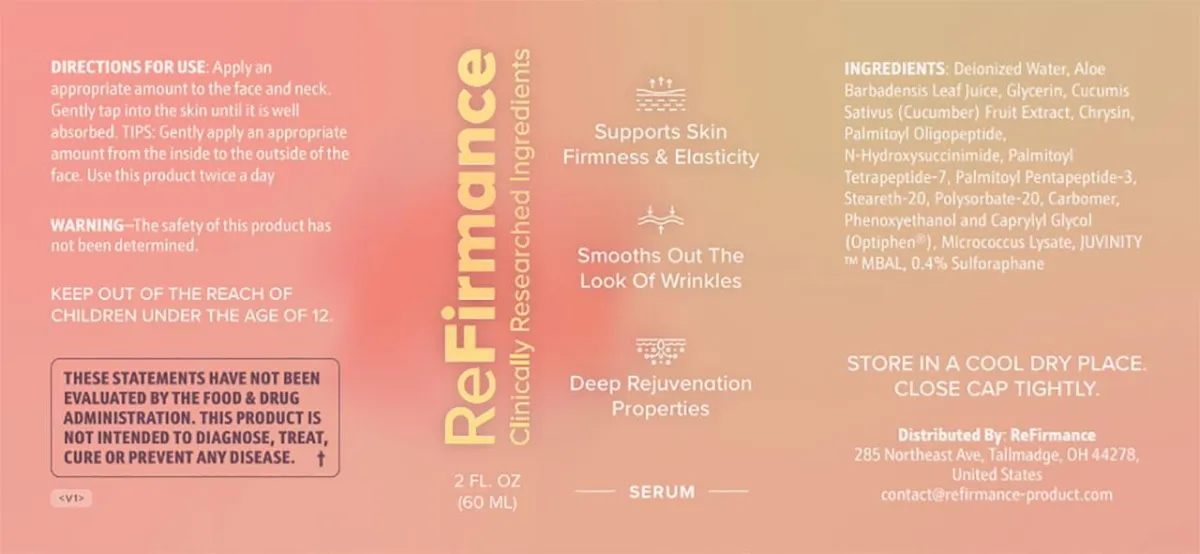 DIRECTIONS FOR USE: Apply an
appropriate amount to the face and neck.
Gently tap into the skin until it is well
absorbed. TIPS: Gently apply an appropriate
amount from the inside to the outside of the
face. Use this product twice a day
WARNING—The safety of this product has
not been determined.
KEEP OUT OF THE REACH OF
CHILDREN UNDER THE AGE OF 12.
THESE STATEMENTS HAVE NOT BEEN
EVALUATED BY THE FOOD & DRUG
ADMINISTRATION. THIS PRODUCT IS
NOT INTENDED TO DIAGNOSE, TREAT,
CURE OR PREVENT ANY DISEASE. †
<V1>
ReFirmance
Clinically Researched Ingredients
2 FL. OZ
(60 ML)
Supports Skin
Firmness & Elasticity
Smooths Out The
Look Of Wrinkles
Deep Rejuvenation
Properties
SERUM
INGREDIENTS: Deionized Water, Aloe
Barbadensis Leaf Juice, Glycerin, Cucumis
Sativus (Cucumber) Fruit Extract, Chrysin,
Palmitoyl Oligopeptide,
N-Hydroxysuccinimide, Palmitoyl
Tetrapeptide-7, Palmitoyl Pentapeptide-3,
Steareth-20, Polysorbate-20, Carbomer,
Phenoxyethanol and Caprylyl Glycol
(Optiphen®), Micrococcus Lysate, JUVINITY
™ MBAL, 0.4% Sulforaphane
STORE IN A COOL DRY PLACE.
CLOSE CAP TIGHTLY.
Distributed By: ReFirmance
285 Northeast Ave, Tallmadge, OH 44278,
United States
contact@refirmance-product.com